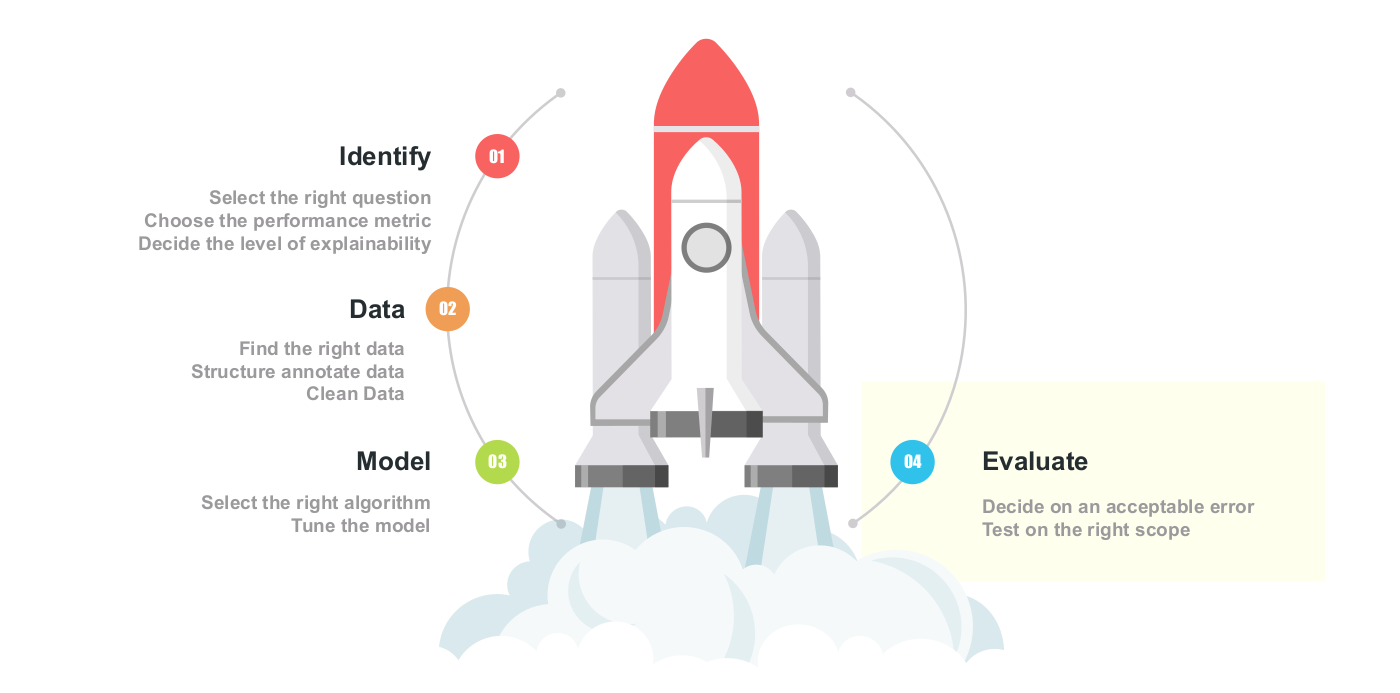 01
Identify
Select the right question
Choose the performance metric
Decide the level of explainability
02
Data
Find the right data
Structure annotate data
Clean Data
03
Model
Select the right algorithm
Tune the model
04
Evaluate
Decide on an acceptable error
Test on the right scope